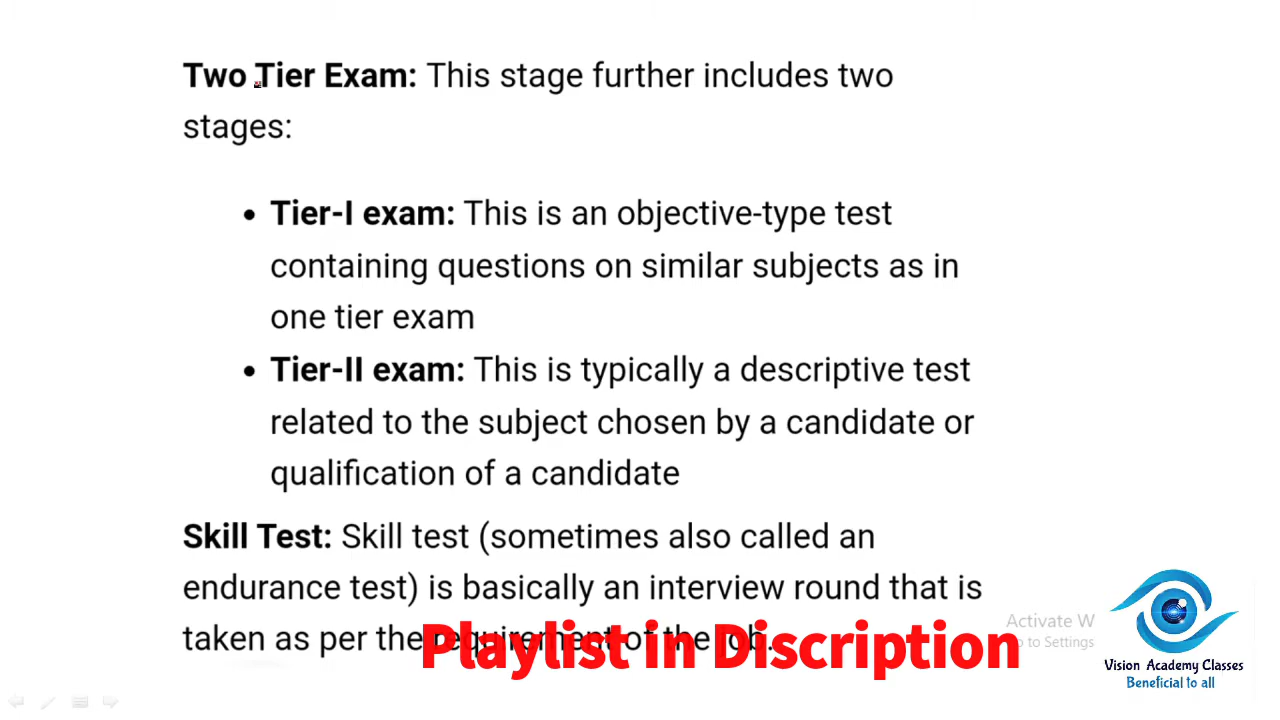 Two Tier Exam: This stage further includes two
stages:
• Tier-I exam: This is an objective-type test
containing questions on similar subjects as in
one tier exam
• Tier-II exam: This is typically a descriptive test
related to the subject chosen by a candidate or
qualification of a candidate
Skill Test: Skill test (sometimes also called an
endurance test) is basically an interview round that is
taken as per the requirement of the job.
Playlist in Discription
Activate W
to Settings
Vision Academy Classes
Beneficial to all